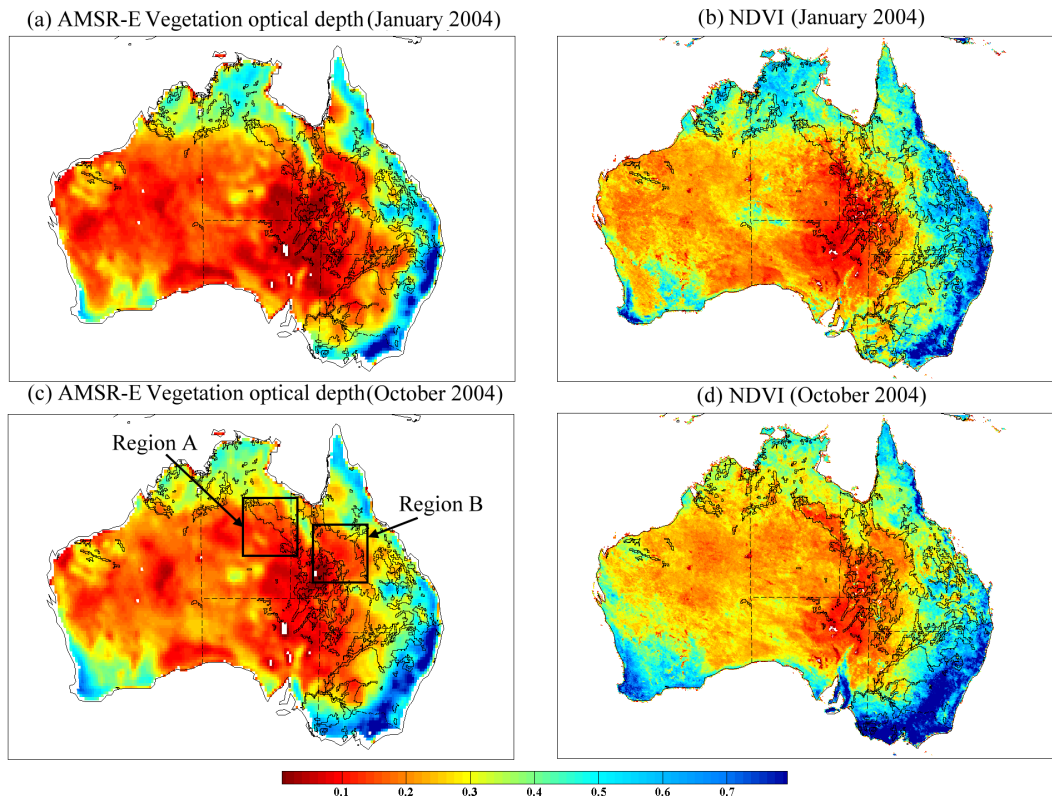 (a) AMSR-E Vegetation optical depth (January 2004)
(b) NDVI (January 2004)
(c) AMSR-E Vegetation optical depth (October 2004)
(d) NDVI (October 2004)
Region A
Region B
0.1 0.2 0.3 0.4 0.5 0.6 0.7